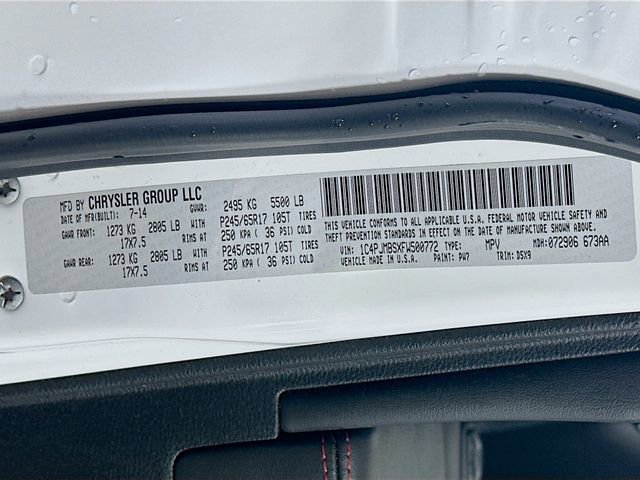 MFD BY CHRYSLER GROUP LLC
DATE OF MFR(BUILT): 7-14 GVWR: 2495 KG 5500 LB
GAWR FRONT: 1273 KG 2805 LB WITH P245/65R17 105T TIRES
17X7.5 RIMS AT 250 KPA ( 36 PSI) COLD
GAWR REAR: 1273 KG 2805 LB WITH P245/65R17 105T TIRES
17X7.5 RIMS AT 250 KPA ( 36 PSI) COLD
THIS VEHICLE CONFORMS TO ALL APPLICABLE U.S.A. FEDERAL MOTOR VEHICLE SAFETY AND
THEFT PREVENTION STANDARDS IN EFFECT ON THE DATE OF MANUFACTURE SHOWN ABOVE.
VIN: 1C4PJMBSXFW500772 TYPE: MPV MDH: 072906 673AA
VEHICLE MADE IN U.S.A. PAINT: PW7 TRIM: D5X9